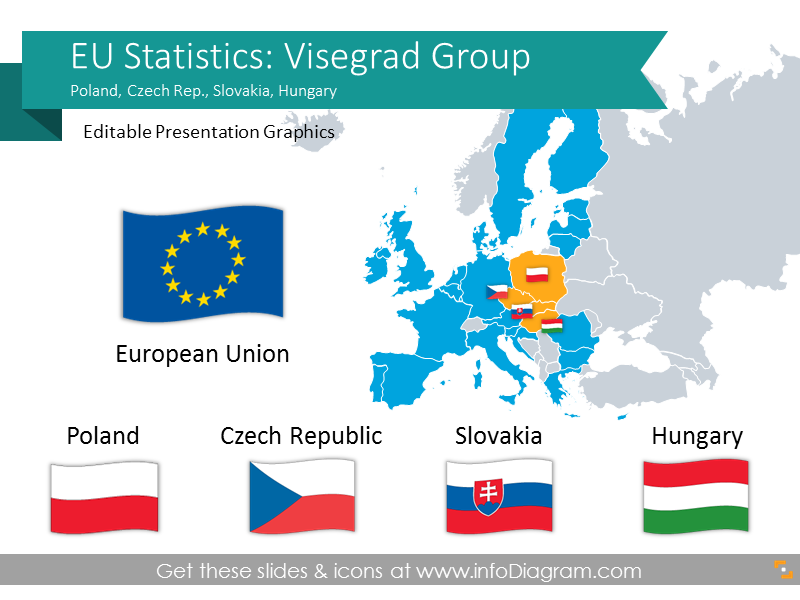 EU Statistics: Visegrad Group
Poland, Czech Rep., Slovakia, Hungary
Editable Presentation Graphics
European Union
Poland
Czech Republic
Slovakia
Hungary
Get these slides & icons at www.infoDiagram.com